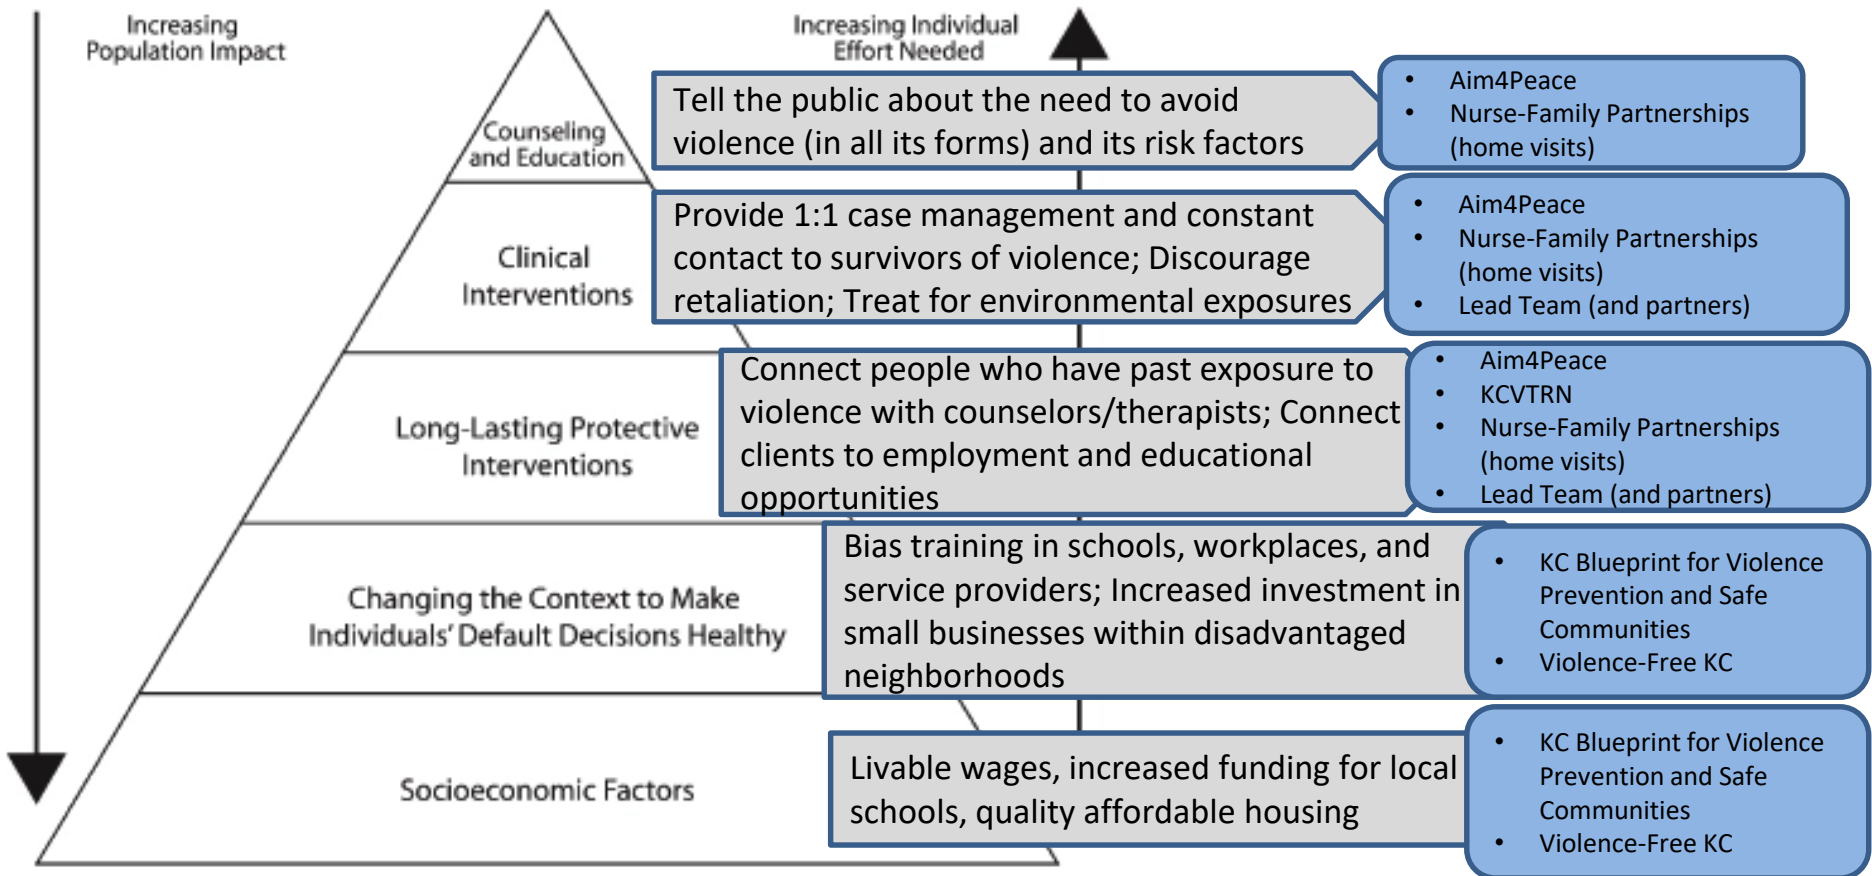 Increasing
Population Impact
Increasing Individual
Effort Needed
Counseling
and Education
Tell the public about the need to avoid
violence (in all its forms) and its risk factors
• Aim4Peace
• Nurse-Family Partnerships
(home visits)
Clinical
Interventions
Provide 1:1 case management and constant
contact to survivors of violence; Discourage
retaliation; Treat for environmental exposures
• Aim4Peace
• Nurse-Family Partnerships
(home visits)
• Lead Team (and partners)
Long-Lasting Protective
Interventions
Connect people who have past exposure to
violence with counselors/therapists; Connect
clients to employment and educational
opportunities
• Aim4Peace
• KCVTRN
• Nurse-Family Partnerships
(home visits)
• Lead Team (and partners)
Changing the Context to Make
Individuals' Default Decisions Healthy
Bias training in schools, workplaces, and
service providers; Increased investment in
small businesses within disadvantaged
neighborhoods
• KC Blueprint for Violence
Prevention and Safe
Communities
• Violence-Free KC
Socioeconomic Factors
Livable wages, increased funding for local
schools, quality affordable housing
• KC Blueprint for Violence
Prevention and Safe
Communities
• Violence-Free KC